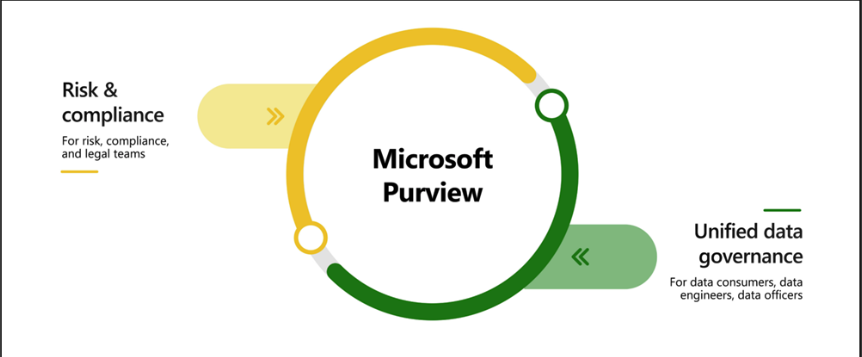 Risk &
compliance
For risk, compliance,
and legal teams
Microsoft
Purview
Unified data
governance
For data consumers, data
engineers, data officers